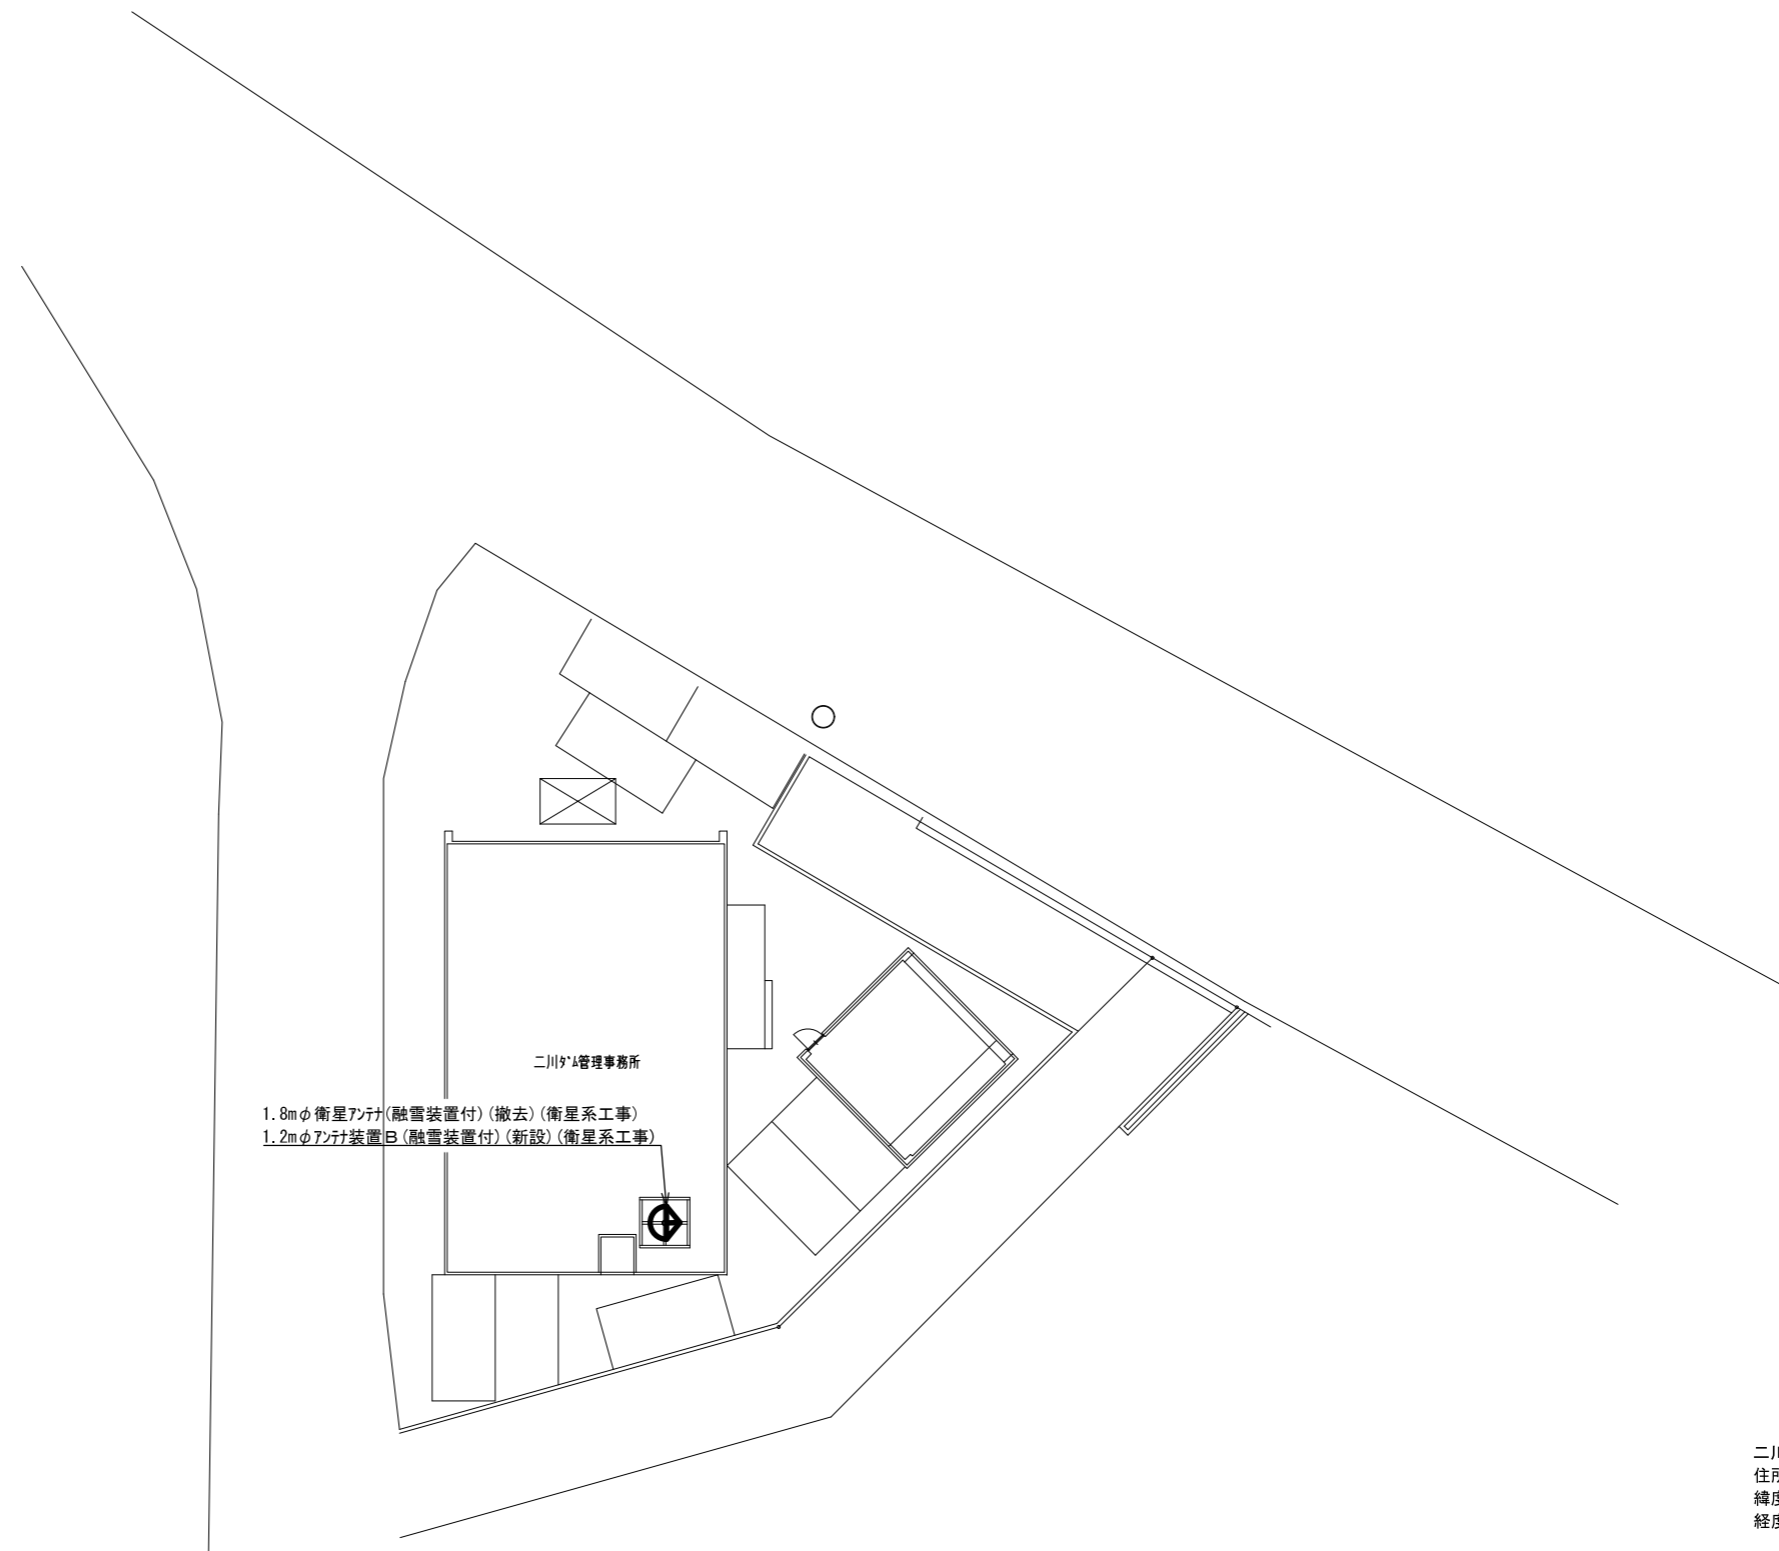 二川ﾀﾞﾑ管理事務所
1.8mφ衛星ｱﾝﾃﾅ(融雪装置付)(撤去)(衛星系工事)
1.2mφｱﾝﾃﾅ装置B(融雪装置付)(新設)(衛星系工事)
二川
住所
緯度
経度